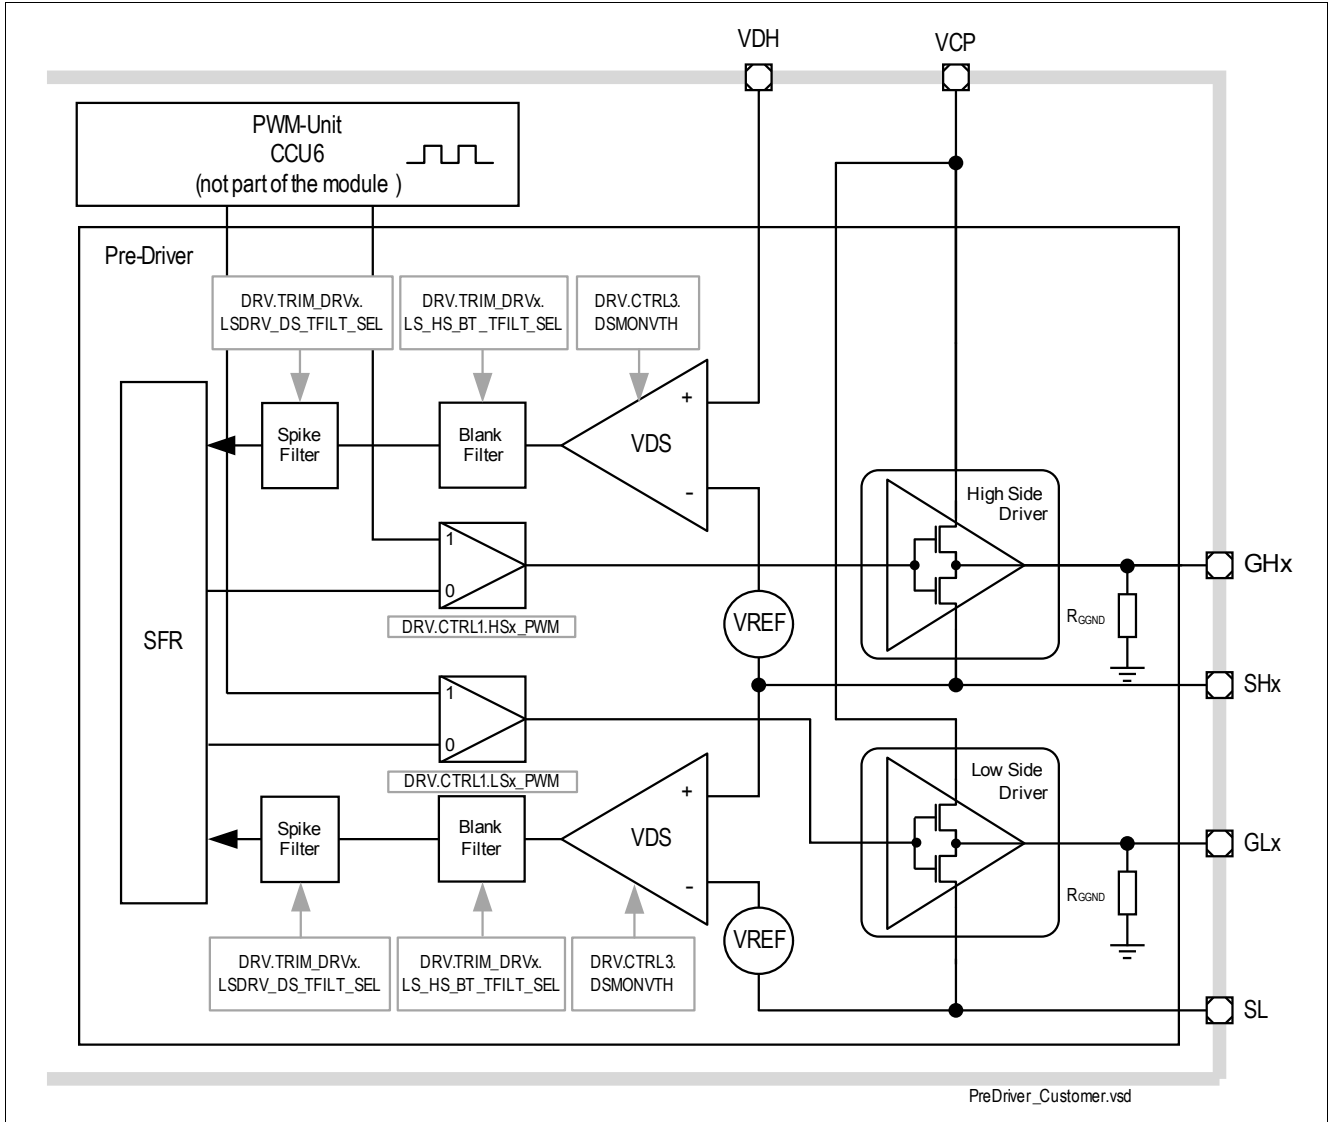 VDH
VCP
PWM-Unit
CCU6
(not part of the module )
Pre-Driver
DRV.TRIM_DRVx.
LSDRV_DS_TFILT_SEL
DRV.TRIM_DRVx.
LS_HS_BT_TFILT_SEL
DRV.CTRL3.
DSMONVTH
+
Spike
Filter
Blank
Filter
VDS
-
High Side
Driver
1
0
GHx
DRV.CTRL1.HSx_PWM
VREF
RGGND
SFR
SHx
1
0
Low Side
Driver
DRV.CTRL1.LSx_PWM
+
Spike
Filter
Blank
Filter
VDS
-
GLx
RGGND
VREF
DRV.TRIM_DRVx.
LSDRV_DS_TFILT_SEL
DRV.TRIM_DRVx.
LS_HS_BT_TFILT_SEL
DRV.CTRL3.
DSMONVTH
SL
PreDriver_Customer.vsd